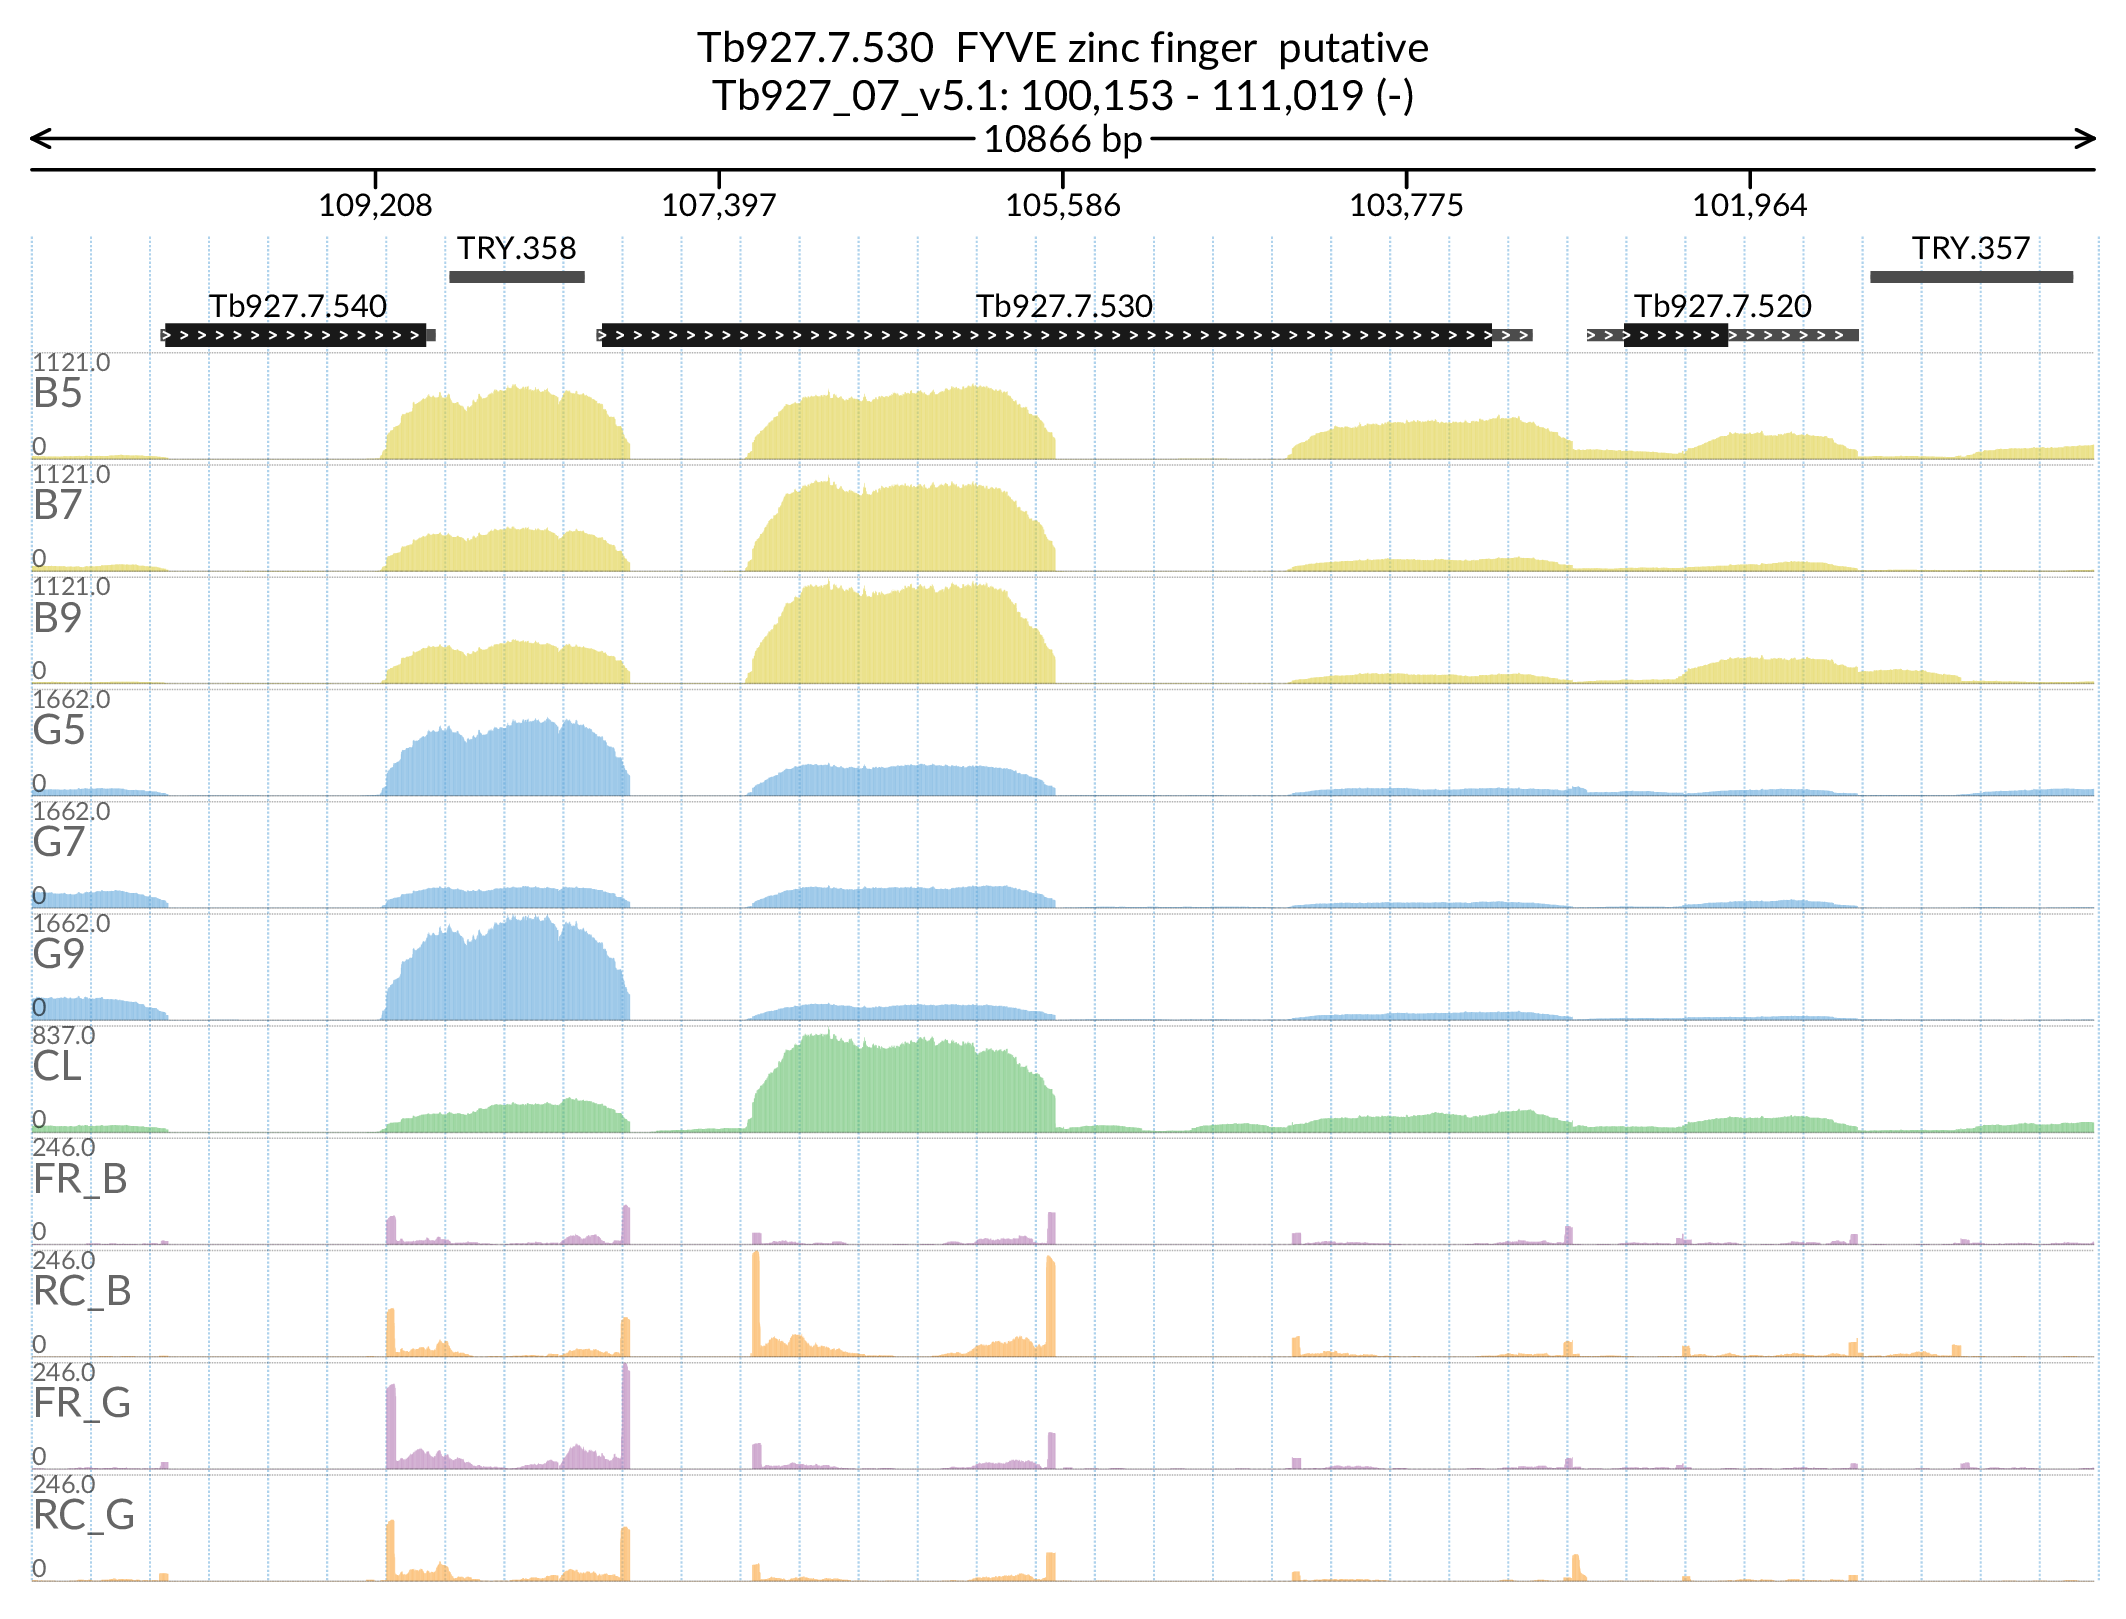 Tb927.7.530  FYVE zinc finger  putative
Tb927_07_v5.1: 100,153 - 111,019 (-)
10866 bp
109,208 107,397 105,586 103,775 101,964
TRY.358 TRY.357
Tb927.7.540 Tb927.7.530 Tb927.7.520
1121.0
B5
0
1121.0
B7
0
1121.0
B9
0
1662.0
G5
0
1662.0
G7
0
1662.0
G9
0
837.0
CL
0
246.0
FR_B
0
246.0
RC_B
0
246.0
FR_G
0
246.0
RC_G
0